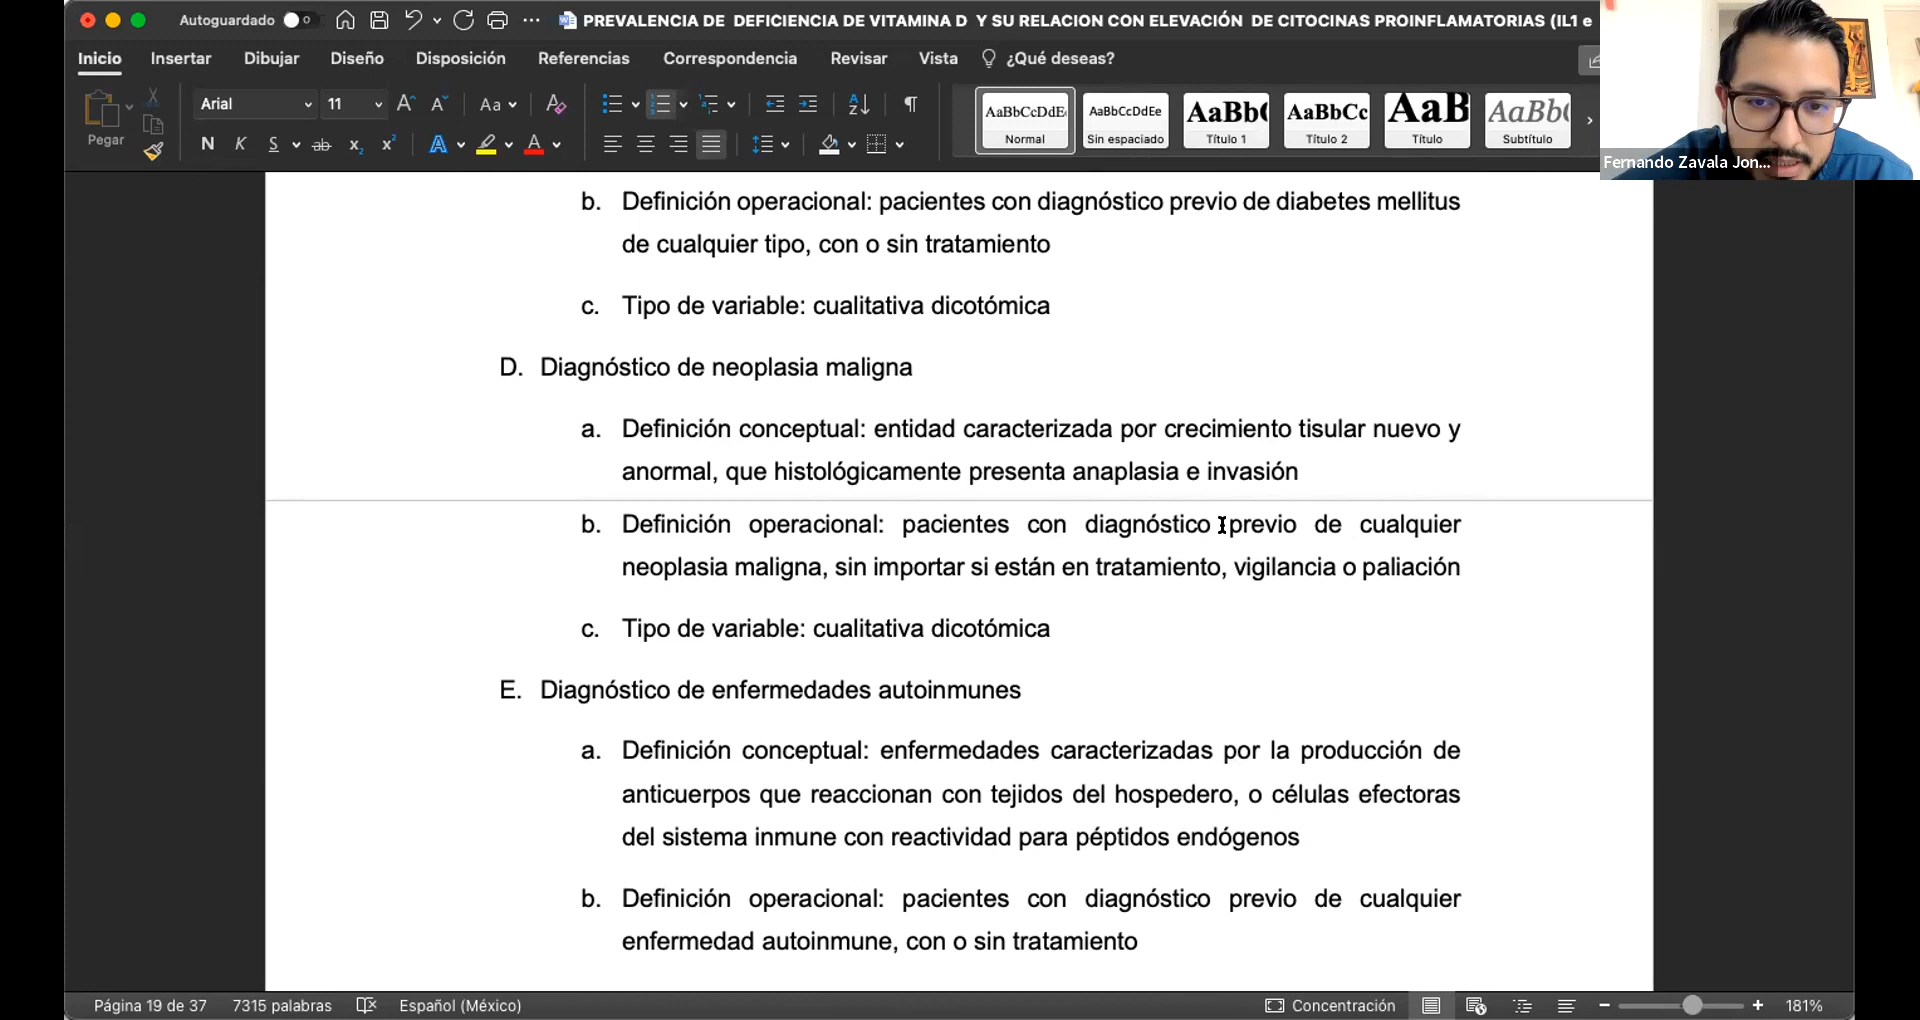 Autoguardado
PREVALENCIA DE DEFICIENCIA DE VITAMINA D Y SU RELACION CON ELEVACIÓN DE CITOCINAS PROINFLAMATORIAS (IL1 e
Inicio Insertar Dibujar Diseño Disposición Referencias Correspondencia Revisar Vista ¿Qué deseas?
Pegar
Arial 11
N K S ab x₂ x²
AaBbCcDdE AaBbCcDdEe AaBb( AaBbCc AaB AaBb(
Normal Sin espaciado Título 1 Título 2 Título Subtítulo
Fernando Zavala Jon...
b. Definición operacional: pacientes con diagnóstico previo de diabetes mellitus
de cualquier tipo, con o sin tratamiento
c. Tipo de variable: cualitativa dicotómica
D. Diagnóstico de neoplasia maligna
a. Definición conceptual: entidad caracterizada por crecimiento tisular nuevo y
anormal, que histológicamente presenta anaplasia e invasión
b. Definición operacional: pacientes con diagnóstico previo de cualquier
neoplasia maligna, sin importar si están en tratamiento, vigilancia o paliación
c. Tipo de variable: cualitativa dicotómica
E. Diagnóstico de enfermedades autoinmunes
a. Definición conceptual: enfermedades caracterizadas por la producción de
anticuerpos que reaccionan con tejidos del hospedero, o células efectoras
del sistema inmune con reactividad para péptidos endógenos
b. Definición operacional: pacientes con diagnóstico previo de cualquier
enfermedad autoinmune, con o sin tratamiento
Página 19 de 37 7315 palabras Español (México) Concentración 181%